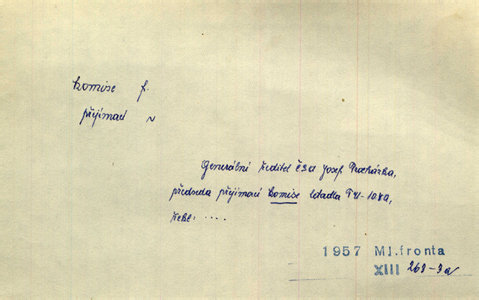 komise f.
přijímací v
Generální ředitel ČSA Josef Procházka,
předseda přijímací komise letadla TU-104A,
řekl: ....
1957 Ml.fronta
XIII 269-3a/